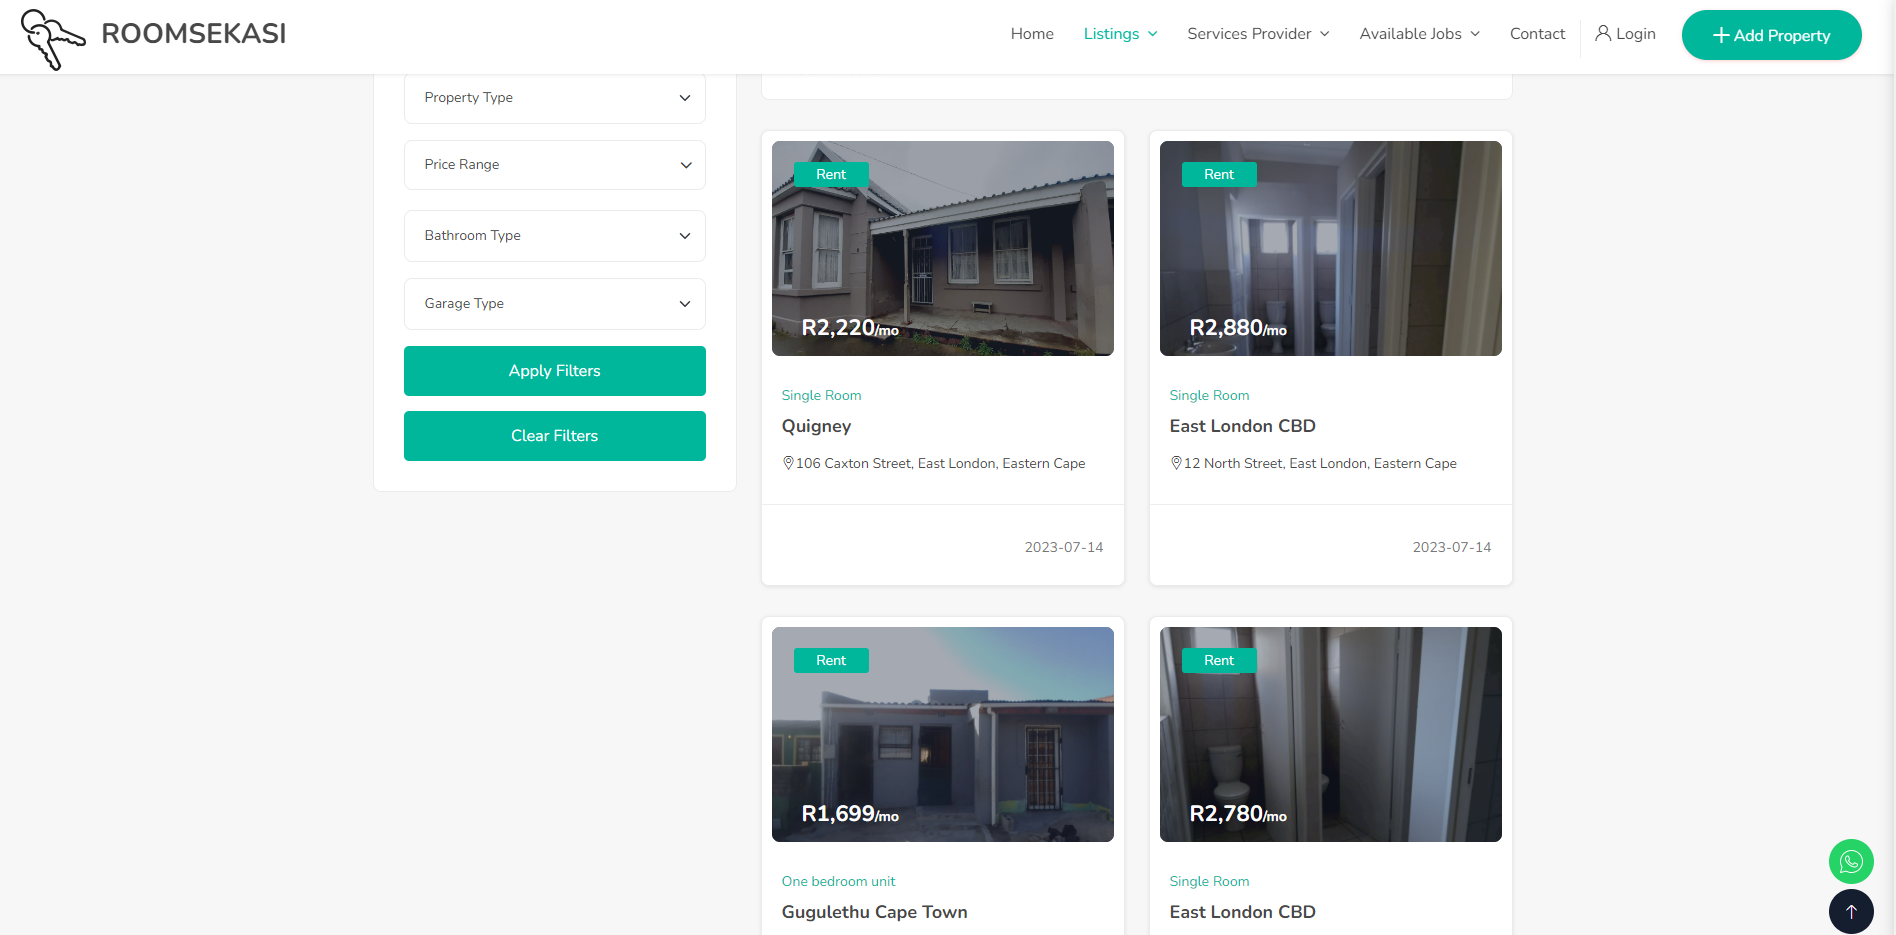 ROOMSEKASI
Home
Listings
Services Provider
Available Jobs
Contact
Login
Add Property
Property Type
Price Range
Bathroom Type
Garage Type
Apply Filters
Clear Filters
Rent
R2,220/mo
Single Room
Quigney
106 Caxton Street, East London, Eastern Cape
2023-07-14
Rent
R2,880/mo
Single Room
East London CBD
12 North Street, East London, Eastern Cape
2023-07-14
Rent
R1,699/mo
One bedroom unit
Gugulethu Cape Town
Rent
R2,780/mo
Single Room
East London CBD